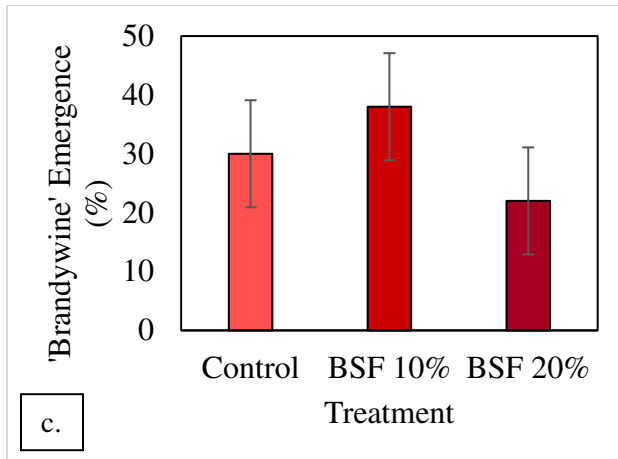 'Brandywine' Emergence
(%)
50
40
30
20
10
0
Control BSF 10% BSF 20%
Treatment
c.